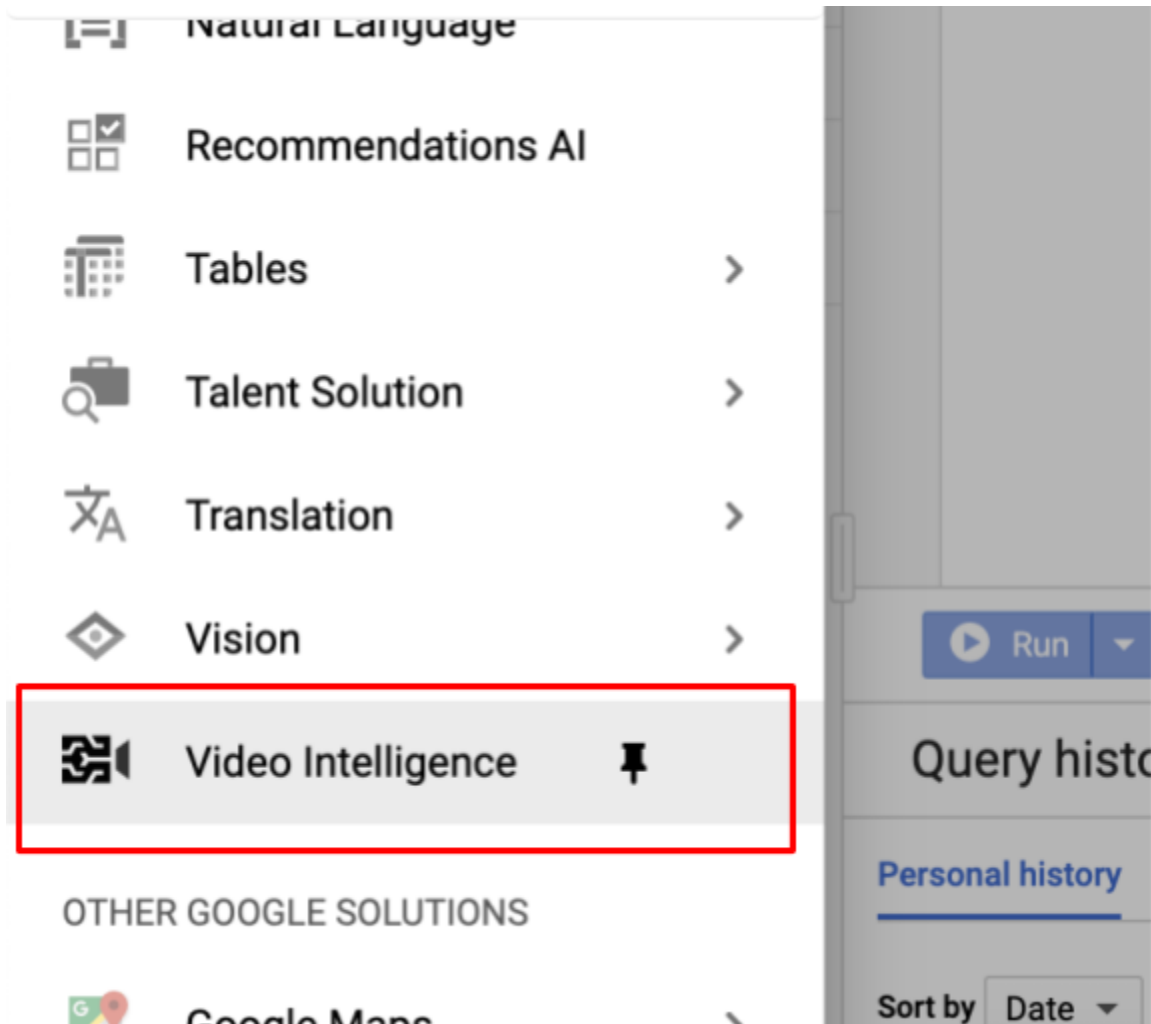 Natural Language
Recommendations AI
Tables
Talent Solution
Translation
Vision
Video Intelligence
OTHER GOOGLE SOLUTIONS
Google Maps
Run
Query histo
Personal history
Sort by Date